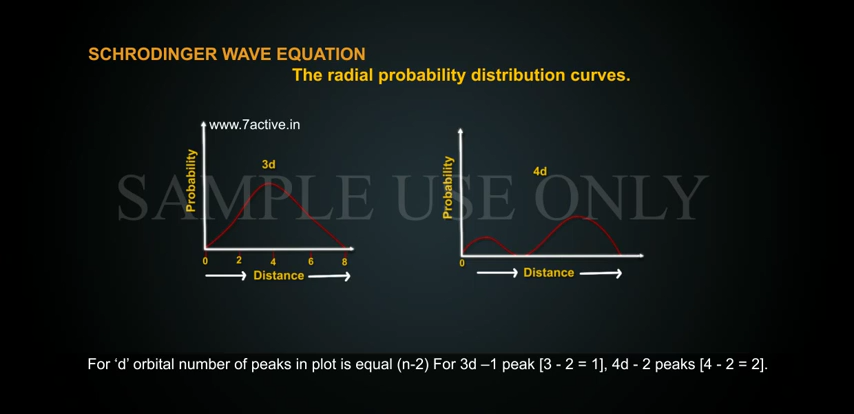 SCHRODINGER WAVE EQUATION
The radial probability distribution curves.
www.7active.in
Probability
3d
0 2 4 6 8
Distance
Probability
4d
0
Distance
SAMPLE USE ONLY
For ‘d’ orbital number of peaks in plot is equal (n-2) For 3d –1 peak [3 - 2 = 1], 4d - 2 peaks [4 - 2 = 2].